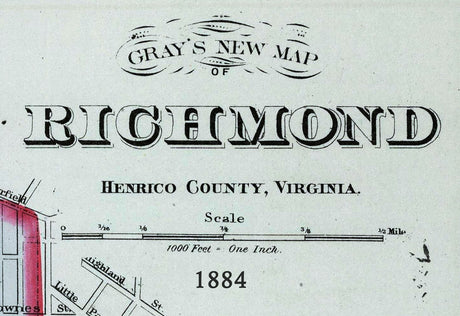 GRAY'S NEW MAP
OF
RICHMOND
HENRICO COUNTY, VIRGINIA.
Scale
0 1/16 1/8 1/4 3/8 1/2 Mile
1000 Feet = One Inch.
1884
Little
St.
St.